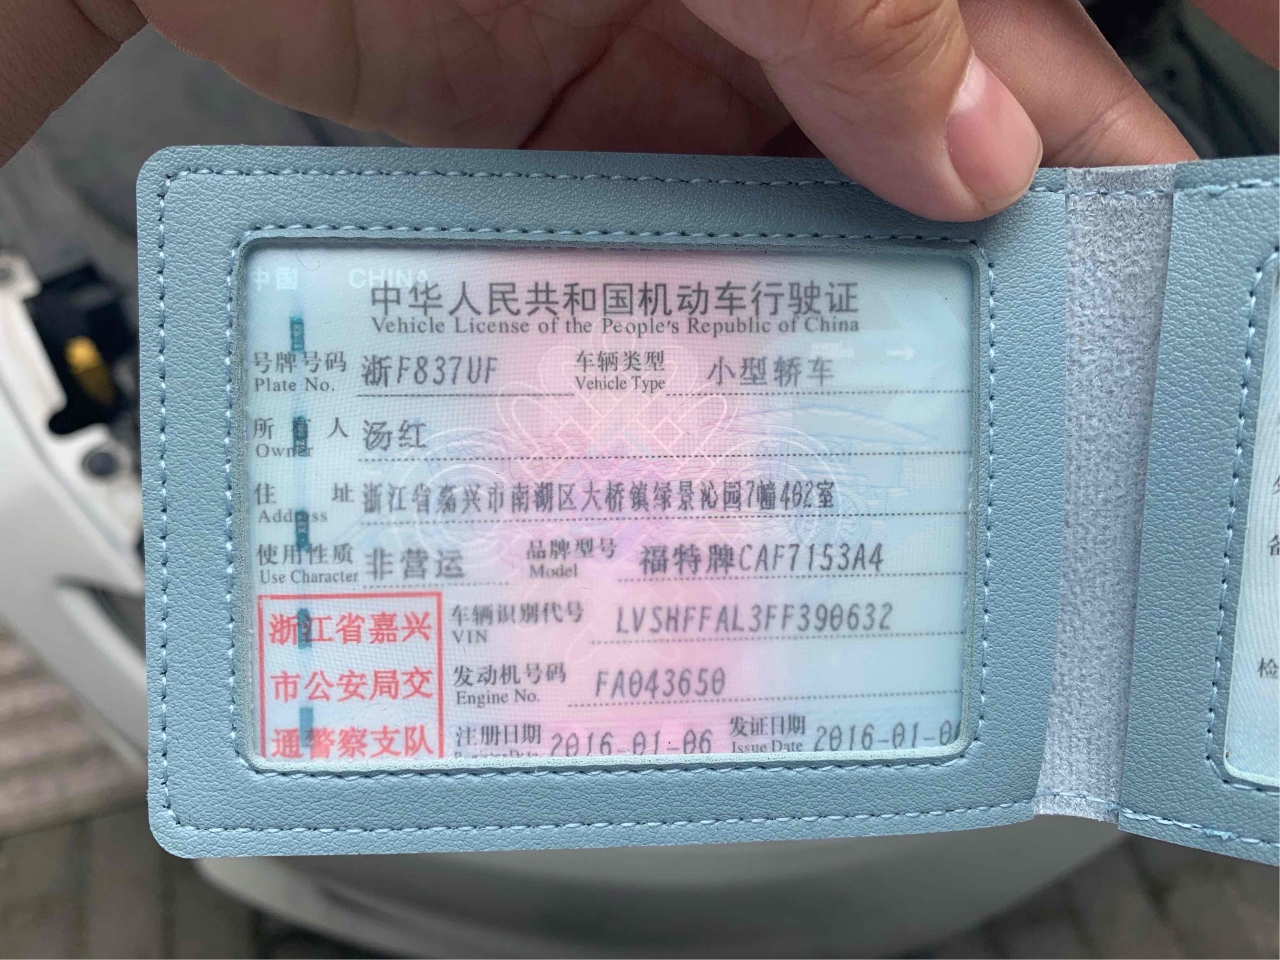 中国 CHINA
中华人民共和国机动车行驶证
Vehicle License of the People's Republic of China
号牌号码 浙F837UF 车辆类型 小型轿车
Plate No. Vehicle Type
所 人 汤红
Owner
住 址 浙江省嘉兴市南湖区大桥镇绿景沁园7幢402室
Address
使用性质 非营运 品牌型号 福特牌CAF7153A4
Use Character Model
浙江省嘉兴 车辆识别代号 LVSHFFAL3FF390632
VIN
市公安局交 发动机号码 FA043650
Engine No.
通警察支队 注册日期 2016-01-06 发证日期 2016-01-0
Issue Date
检